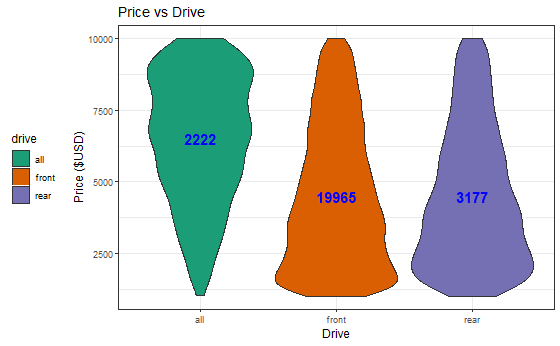 Price vs Drive
drive
all
front
rear
Price ($USD)
10000
7500
5000
2500
2222
19965
3177
all front rear
Drive